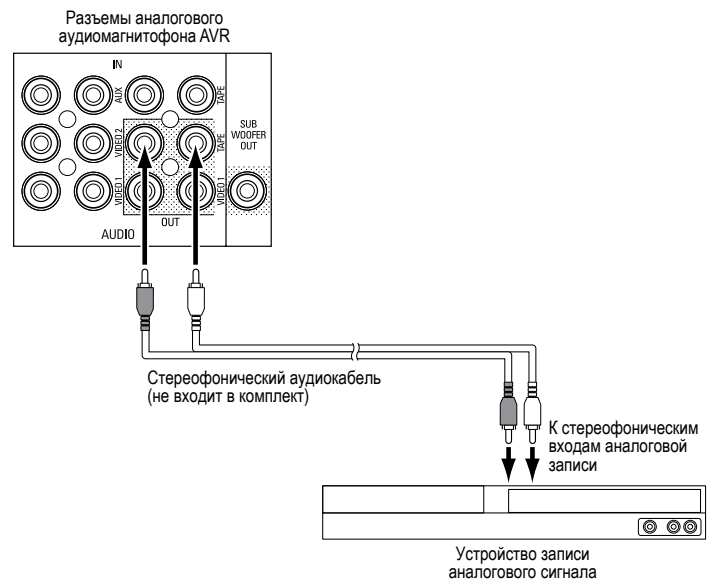 Разъемы аналогового
аудиомагнитофона AVR
IN
AUX
TAPE
VIDEO 2
TAPE
SUB
WOOFER
OUT
VIDEO 1
VIDEO 1
OUT
AUDIO
Стереофонический аудиокабель
(не входит в комплект)
К стереофоническим
входам аналоговой
записи
Устройство записи
аналогового сигнала